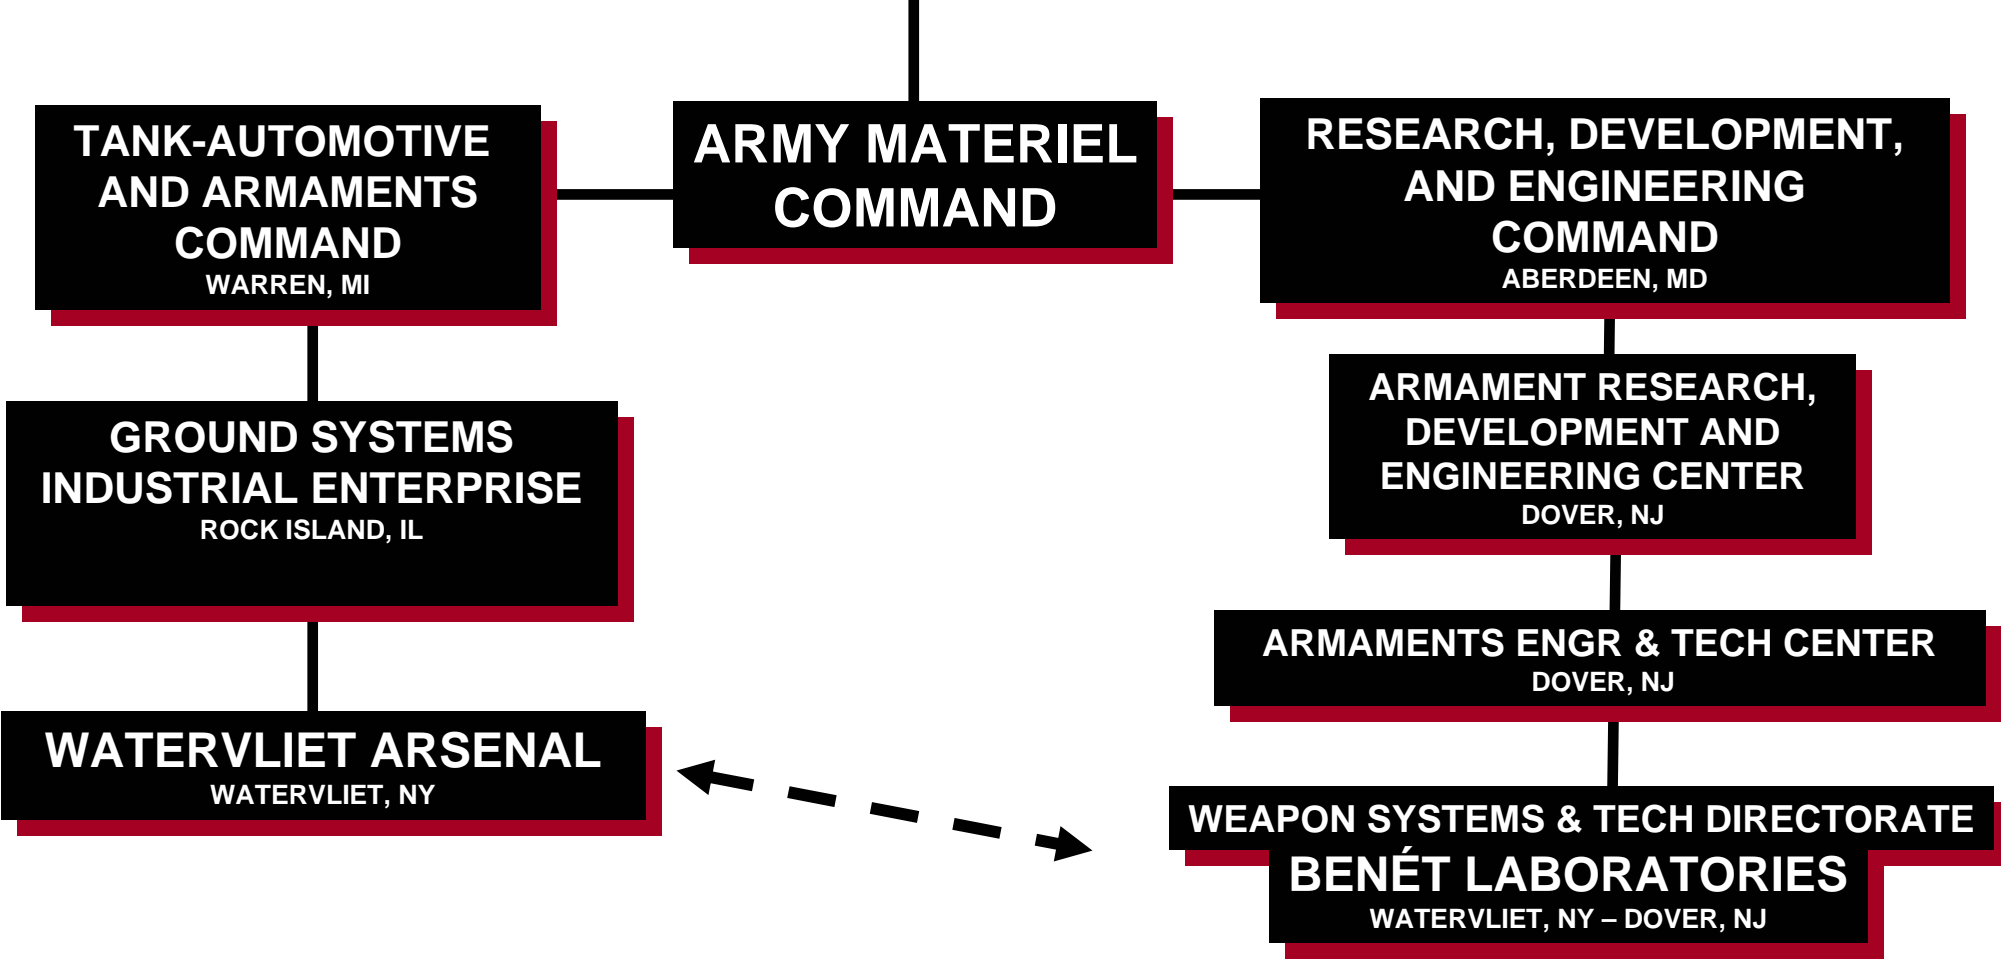 TANK-AUTOMOTIVE
AND ARMAMENTS
COMMAND
WARREN, MI
ARMY MATERIEL
COMMAND
RESEARCH, DEVELOPMENT,
AND ENGINEERING
COMMAND
ABERDEEN, MD
GROUND SYSTEMS
INDUSTRIAL ENTERPRISE
ROCK ISLAND, IL
ARMAMENT RESEARCH,
DEVELOPMENT AND
ENGINEERING CENTER
DOVER, NJ
ARMAMENTS ENGR & TECH CENTER
DOVER, NJ
WATERVLIET ARSENAL
WATERVLIET, NY
WEAPON SYSTEMS & TECH DIRECTORATE
BENÉT LABORATORIES
WATERVLIET, NY – DOVER, NJ